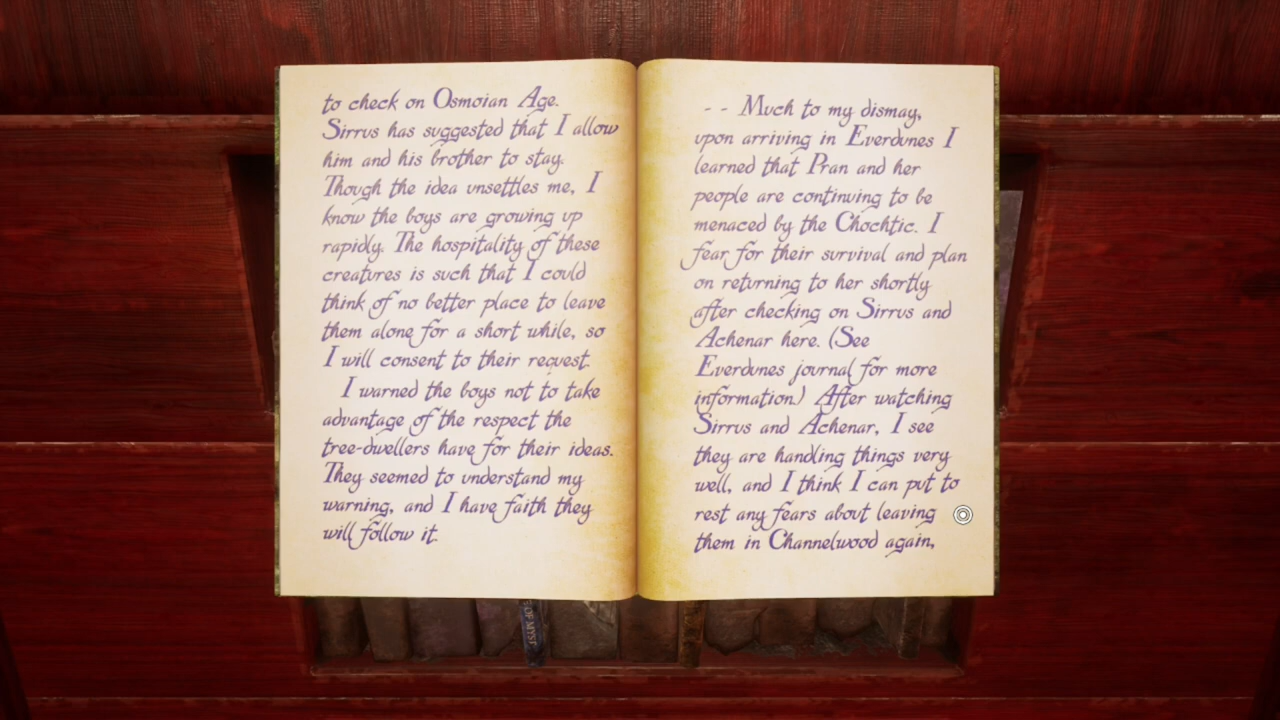 to check on Osmoian Age.
Sirrus has suggested that I allow
him and his brother to stay.
Though the idea unsettles me, I
know the boys are growing up
rapidly. The hospitality of these
creatures is such that I could
think of no better place to leave
them alone for a short while, so
I will consent to their request.
I warned the boys not to take
advantage of the respect the
tree-dwellers have for their ideas.
They seemed to understand my
warning, and I have faith they
will follow it.
-- Much to my dismay,
upon arriving in Everdunes I
learned that Pran and her
people are continuing to be
menaced by the Chochtic. I
fear for their survival and plan
on returning to her shortly
after checking on Sirrus and
Achenar here. (See
Everdunes journal for more
information.) After watching
Sirrus and Achenar, I see
they are handling things very
well, and I think I can put to
rest any fears about leaving
them in Channelwood again,
OF MYST